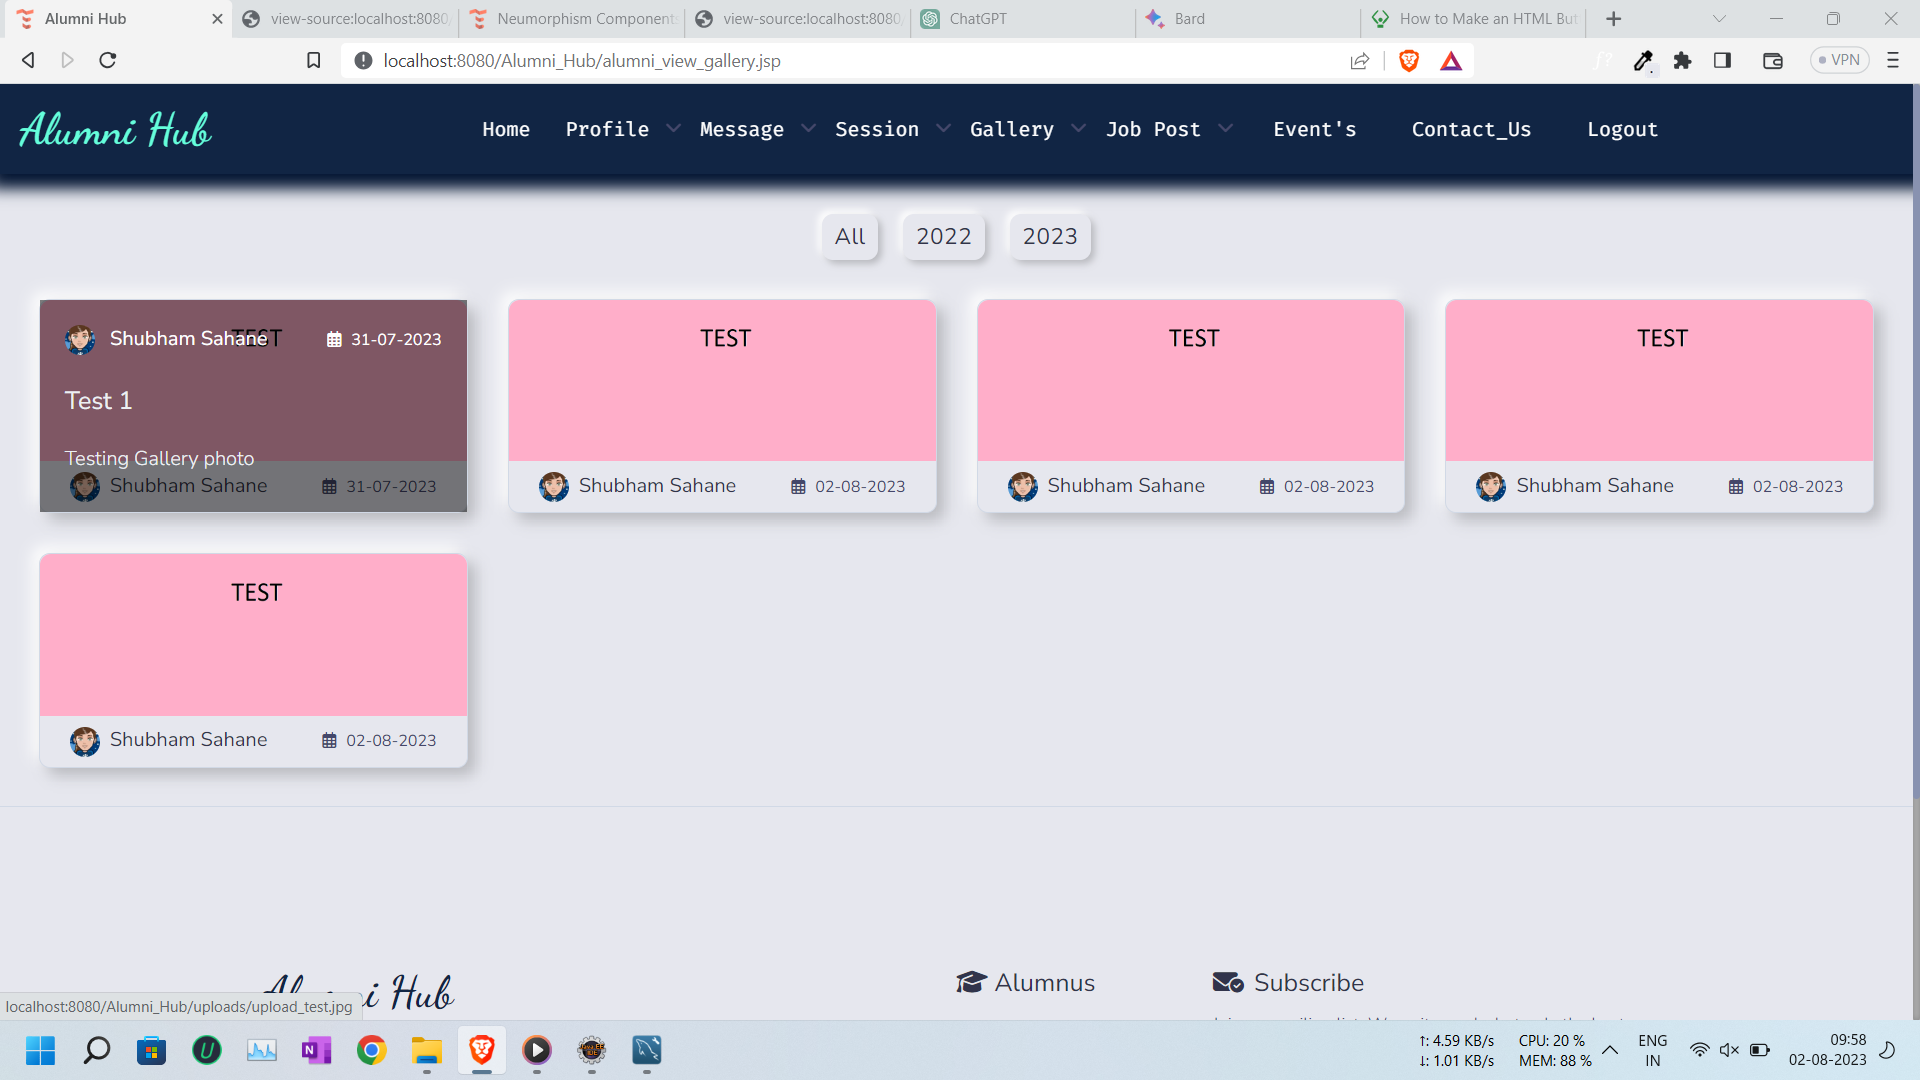 Alumni Hub
view-source:localhost:8080/
Neumorphism Component
view-source:localhost:8080/
ChatGPT
Bard
How to Make an HTML But
localhost:8080/Alumni_Hub/alumni_view_gallery.jsp
VPN
Alumni Hub
Home
Profile
Message
Session
Gallery
Job Post
Event's
Contact_Us
Logout
All
2022
2023
TEST
Shubham Sahane
31-07-2023
Test 1
Testing Gallery photo
Shubham Sahane
31-07-2023
TEST
Shubham Sahane
02-08-2023
TEST
Shubham Sahane
02-08-2023
TEST
Shubham Sahane
02-08-2023
TEST
Shubham Sahane
02-08-2023
Alumni Hub
Alumnus
Subscribe
localhost:8080/Alumni_Hub/uploads/upload_test.jpg
↑: 4.59 KB/s
↓: 1.01 KB/s
CPU: 20 %
MEM: 88 %
ENG
IN
09:58
02-08-2023